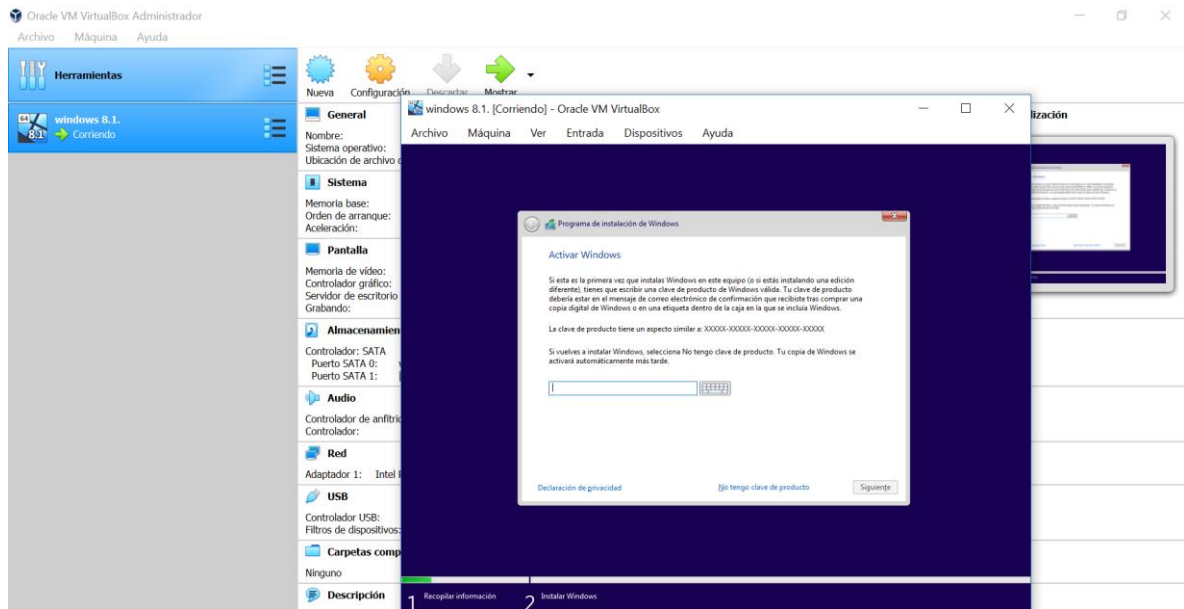 Oracle VM VirtualBox Administrador
Archivo Máquina Ayuda
Herramientas
Nueva Configuración Descartar Mostrar
64
8.1
windows 8.1.
Corriendo
General
Nombre:
Sistema operativo:
Ubicación de archivo
Sistema
Memoria base:
Orden de arranque:
Aceleración:
Pantalla
Memoria de vídeo:
Controlador gráfico:
Servidor de escritorio
Grabando:
Almacenamien
Controlador: SATA
Puerto SATA 0:
Puerto SATA 1:
Audio
Controlador de anfitri
Controlador:
Red
Adaptador 1: Intel
USB
Controlador USB:
Filtros de dispositivos:
Carpetas comp
Ninguno
Descripción
lización
windows 8.1. [Corriendo] - Oracle VM VirtualBox
Archivo Máquina Ver Entrada Dispositivos Ayuda
Programa de instalación de Windows
Activar Windows
Si esta es la primera vez que instalas Windows en este equipo (o si estás instalando una edición
diferente), tienes que escribir una clave de producto de Windows válida. Tu clave de producto
debería estar en el mensaje de correo electrónico de confirmación que recibiste tras comprar una
copia digital de Windows o en una etiqueta dentro de la caja en la que se incluía Windows.
La clave de producto tiene un aspecto similar a: XXXXX-XXXXX-XXXXX-XXXXX-XXXXX
Si vuelves a instalar Windows, selecciona No tengo clave de producto. Tu copia de Windows se
activará automáticamente más tarde.
Declaración de privacidad No tengo clave de producto Siguiente
1 Recopilar información 2 Instalar Windows